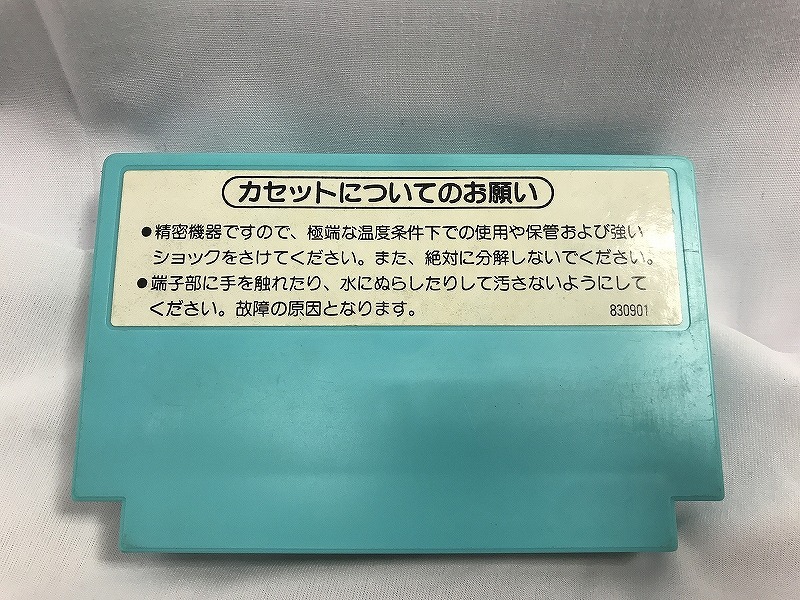 カセットについてのお願い
●精密機器ですので、極端な温度条件下での使用や保管および強い
ショックをさけてください。また、絶対に分解しないでください。
●端子部に手を触れたり、水にぬらしたりして汚さないようにして
ください。故障の原因となります。
830901